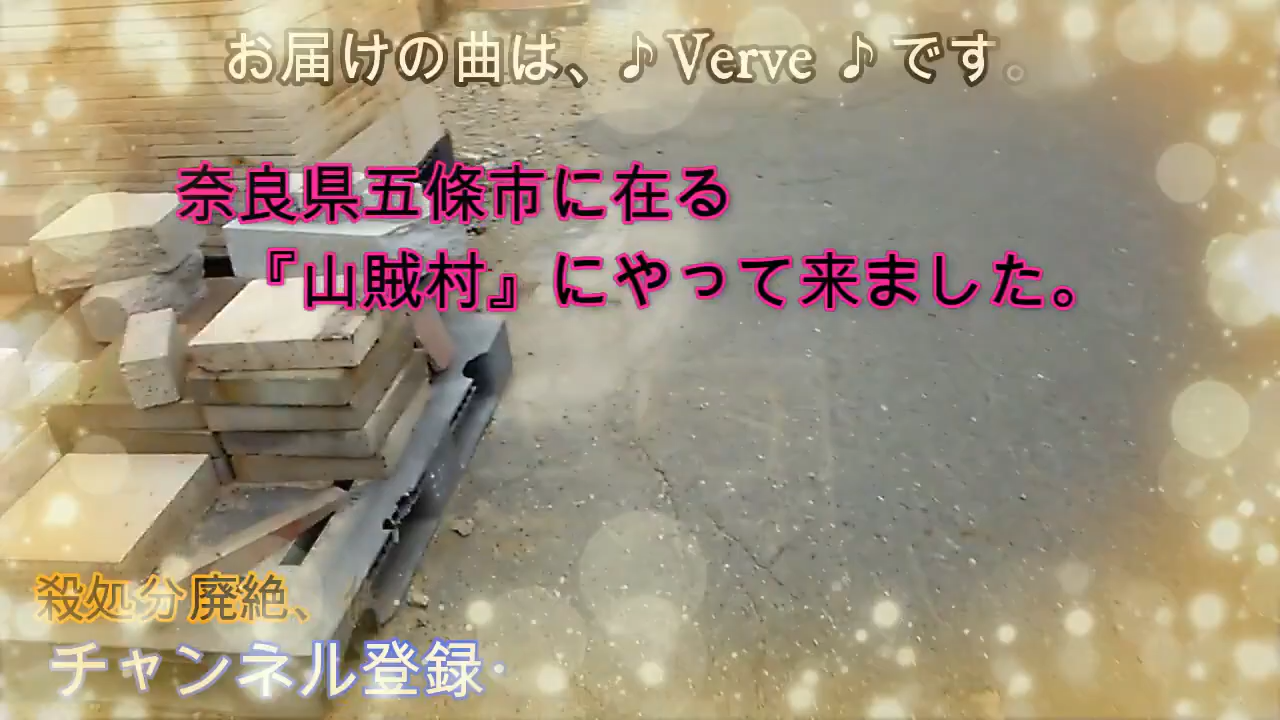 お届けの曲は、♪Verve ♪です。
奈良県五條市に在る
『山賊村』にやって来ました。
殺処分廃絶、
チャンネル登録·